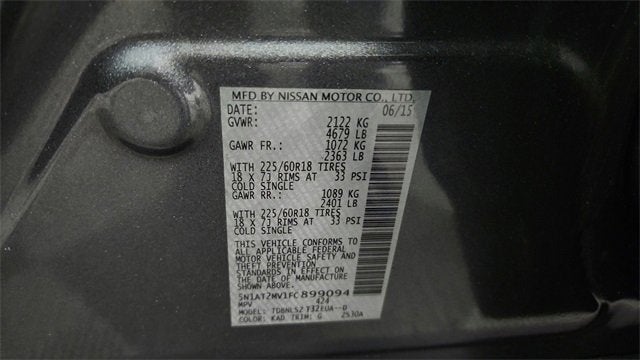 MFD BY NISSAN MOTOR CO., LTD.
DATE: 06/15
GVWR: 2122 KG
4679 LB
GAWR FR.: 1072 KG
2363 LB
WITH 225/60R18 TIRES
18 X 7J RIMS AT 33 PSI
COLD SINGLE
GAWR RR.: 1089 KG
2401 LB
WITH 225/60R18 TIRES
18 X 7J RIMS AT 33 PSI
COLD SINGLE
THIS VEHICLE CONFORMS TO
ALL APPLICABLE FEDERAL
MOTOR VEHICLE SAFETY AND
THEFT PREVENTION
STANDARDS IN EFFECT ON
THE DATE OF MANUFACTURE
SHOWN ABOVE.
5N1AT2MV1FC899094
MPV 424
MODEL:
COLOR: KAD TRIM: G 2530A